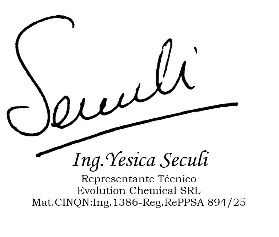 Seculi
Ing.Yesica Seculi
Representante Técnico
Evolution Chemical SRL
Mat.CINQN:Ing.1386-Reg.RePPSA 894/25